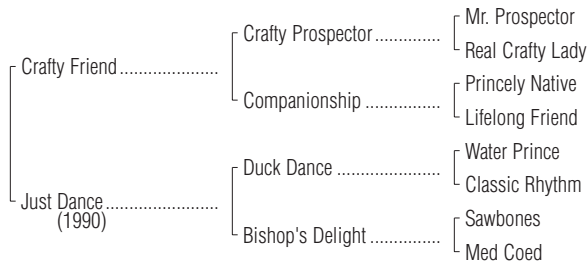 Mr. Prospector
Crafty Prospector
Real Crafty Lady
Crafty Friend
Princely Native
Companionship
Lifelong Friend
Water Prince
Duck Dance
Classic Rhythm
Just Dance
(1990)
Sawbones
Bishop's Delight
Med Coed